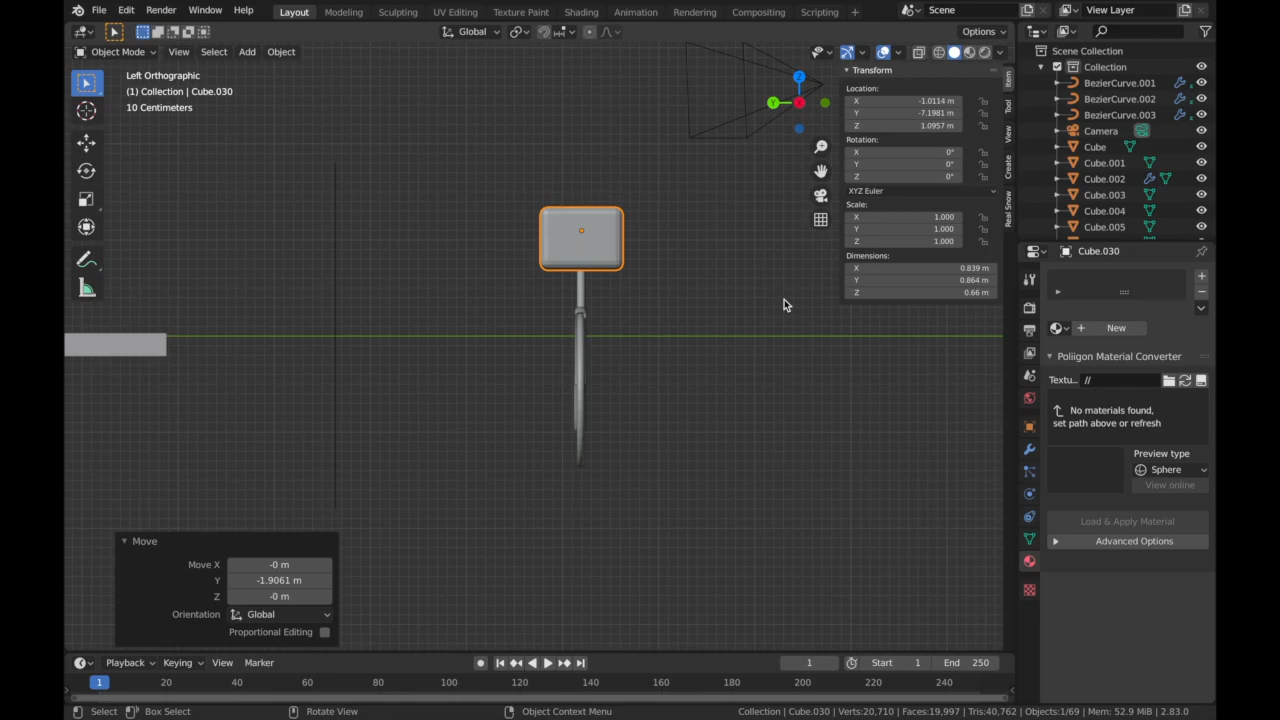 File Edit Render Window Help Layout Modeling Sculpting UV Editing Texture Paint Shading Animation Rendering Compositing Scripting + Scene View Layer
Global Options
Object Mode View Select Add Object
Left Orthographic
(1) Collection | Cube.030
10 Centimeters
Z
Y
X
Transform
Location:
X -1.0114 m
Y -7.1981 m
Z 1.0957 m
Rotation:
X 0°
Y 0°
Z 0°
XYZ Euler
Scale:
X 1.000
Y 1.000
Z 1.000
Dimensions:
X 0.839 m
Y 0.864 m
Z 0.66 m
Item
Tool
View
Create
Real Snow
Scene Collection
Collection
BezierCurve.001
BezierCurve.002
BezierCurve.003
Camera
Cube
Cube.001
Cube.002
Cube.003
Cube.004
Cube.005
Cube.030
+ New
Poliigon Material Converter
Textu... //
No materials found,
set path above or refresh
Preview type
Sphere
View online
Load & Apply Material
Advanced Options
Move
Move X -0 m
Y -1.9061 m
Z -0 m
Orientation Global
Proportional Editing
Playback Keying View Marker 1 Start 1 End 250
1 20 40 60 80 100 120 140 160 180 200 220 240
Select Box Select Rotate View Object Context Menu Collection | Cube.030 | Verts:20,710 | Faces:19,997 | Tris:40,762 | Objects:1/69 | Mem: 52.9 MiB | 2.83.0